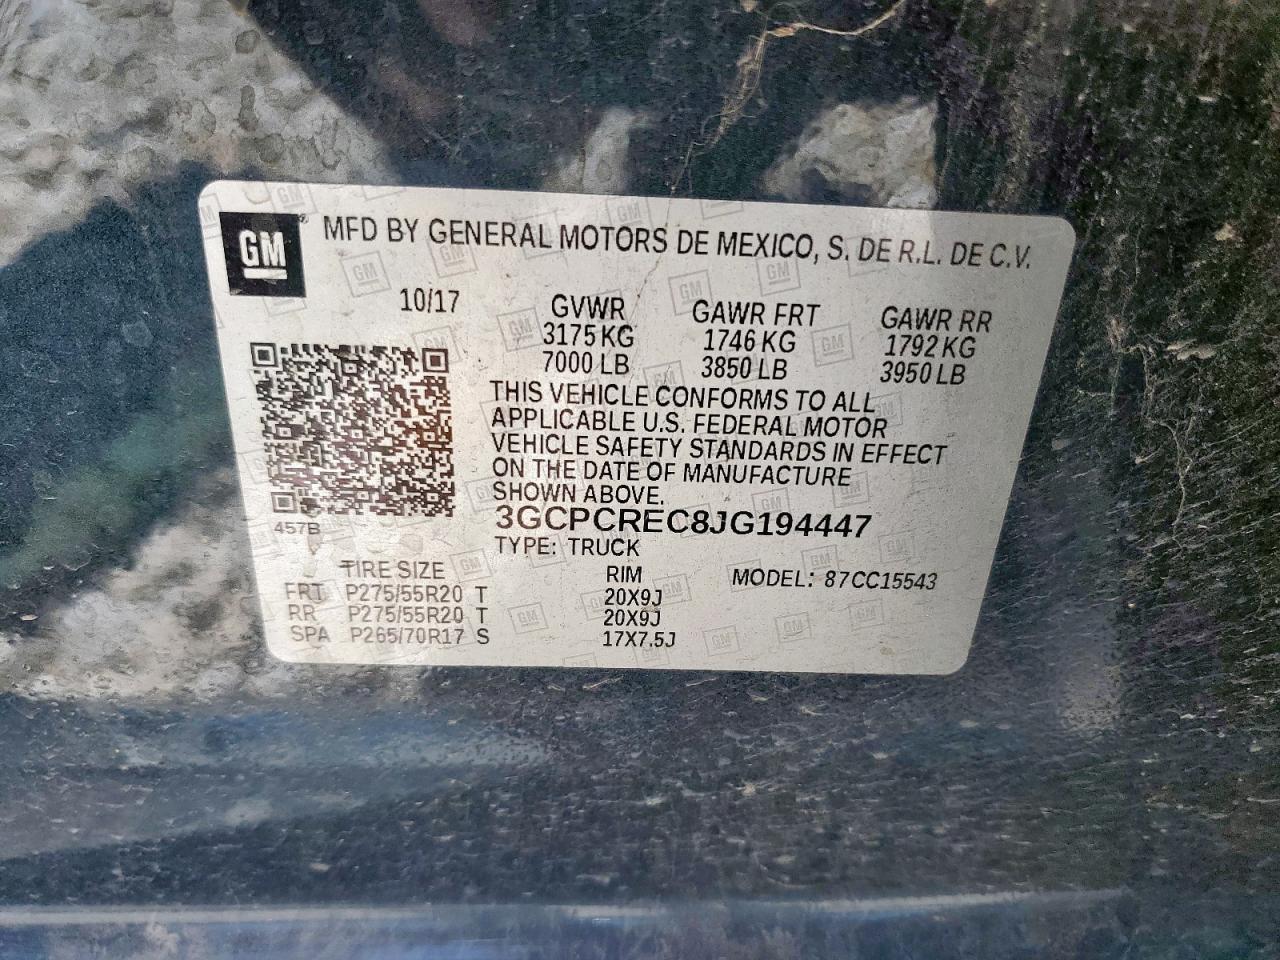 GM® MFD BY GENERAL MOTORS DE MEXICO, S. DE R.L. DE C.V.
10/17 GVWR GAWR FRT GAWR RR
3175 KG 1746 KG 1792 KG
7000 LB 3850 LB 3950 LB
THIS VEHICLE CONFORMS TO ALL
APPLICABLE U.S. FEDERAL MOTOR
VEHICLE SAFETY STANDARDS IN EFFECT
ON THE DATE OF MANUFACTURE
SHOWN ABOVE.
3GCPCREC8JG194447
457B
TYPE: TRUCK
TIRE SIZE RIM MODEL: 87CC15543
FRT P275/55R20 T 20X9J
RR P275/55R20 T 20X9J
SPA P265/70R17 S 17X7.5J